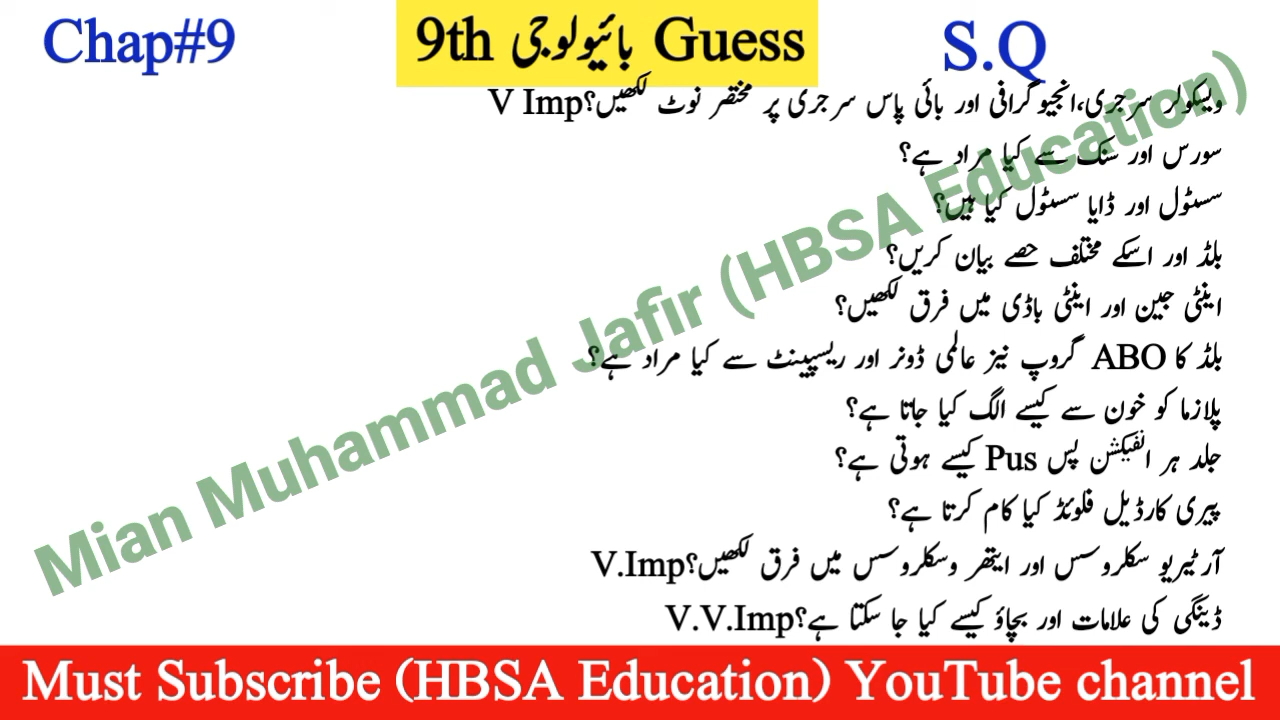 Chap#9
9th بائیولوجی Guess
S.Q
ویسکولر سرجری،انجیوگرافی اور بائی پاس سرجری پر مختصر نوٹ لکھیں؟V Imp
سورس اور سنک سے کیا مراد ہے؟
سسٹول اور ڈایا سسٹول کیا ہیں؟
بلڈ اور اسکے مختلف حصے بیان کریں؟
اینٹی جین اور اینٹی باڈی میں فرق لکھیں؟
بلڈ کا ABO گروپ نیز عالمی ڈونر اور ریسپینٹ سے کیا مراد ہے؟
پلازما کو خون سے کیسے الگ کیا جاتا ہے؟
جلد ہر انفیکشن پس Pus کیسے ہوتی ہے؟
پیری کارڈیل فلوئڈ کیا کام کرتا ہے؟
آرٹیریو سکلروسس اور ایتھر وسکلروسس میں فرق لکھیں؟V.Imp
ڈینگی کی علامات اور بچاؤ کیسے کیا جا سکتا ہے؟V.V.Imp
Mian Muhammad Jafir (HBSA Education)
Must Subscribe (HBSA Education) YouTube channel